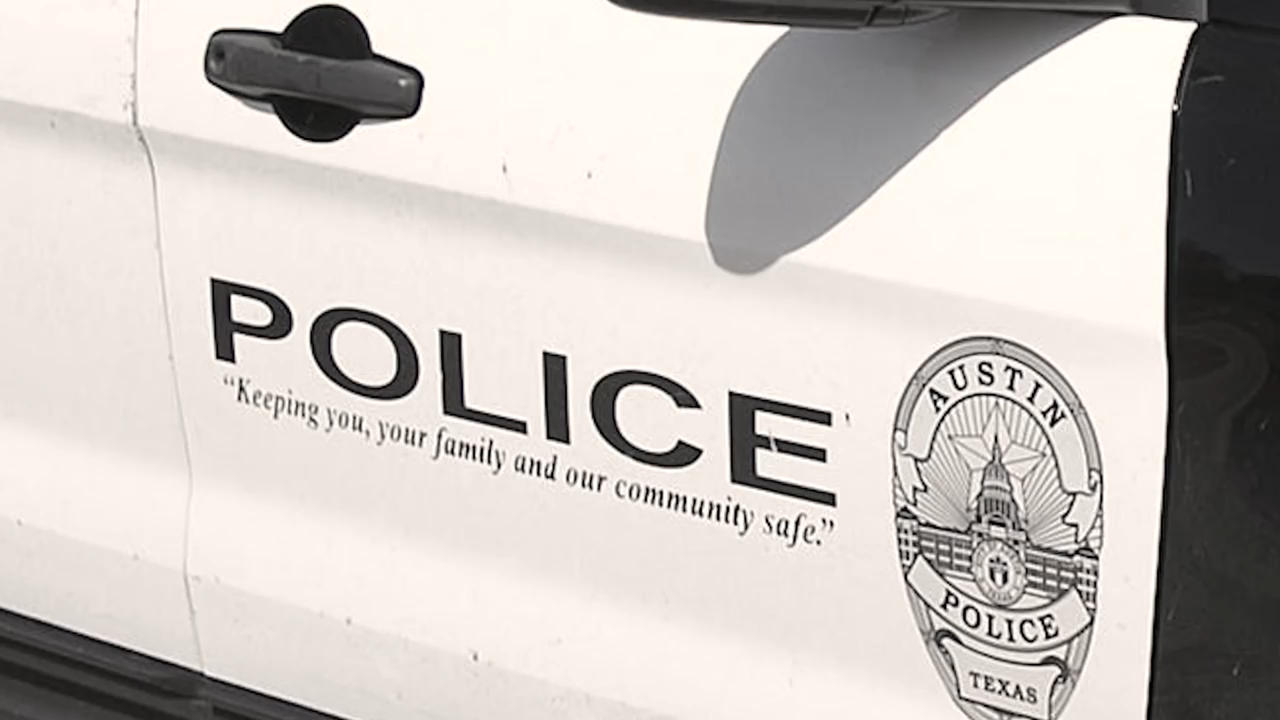 POLICE
“Keeping you, your family and our community safe.”
AUSTIN
POLICE
TEXAS